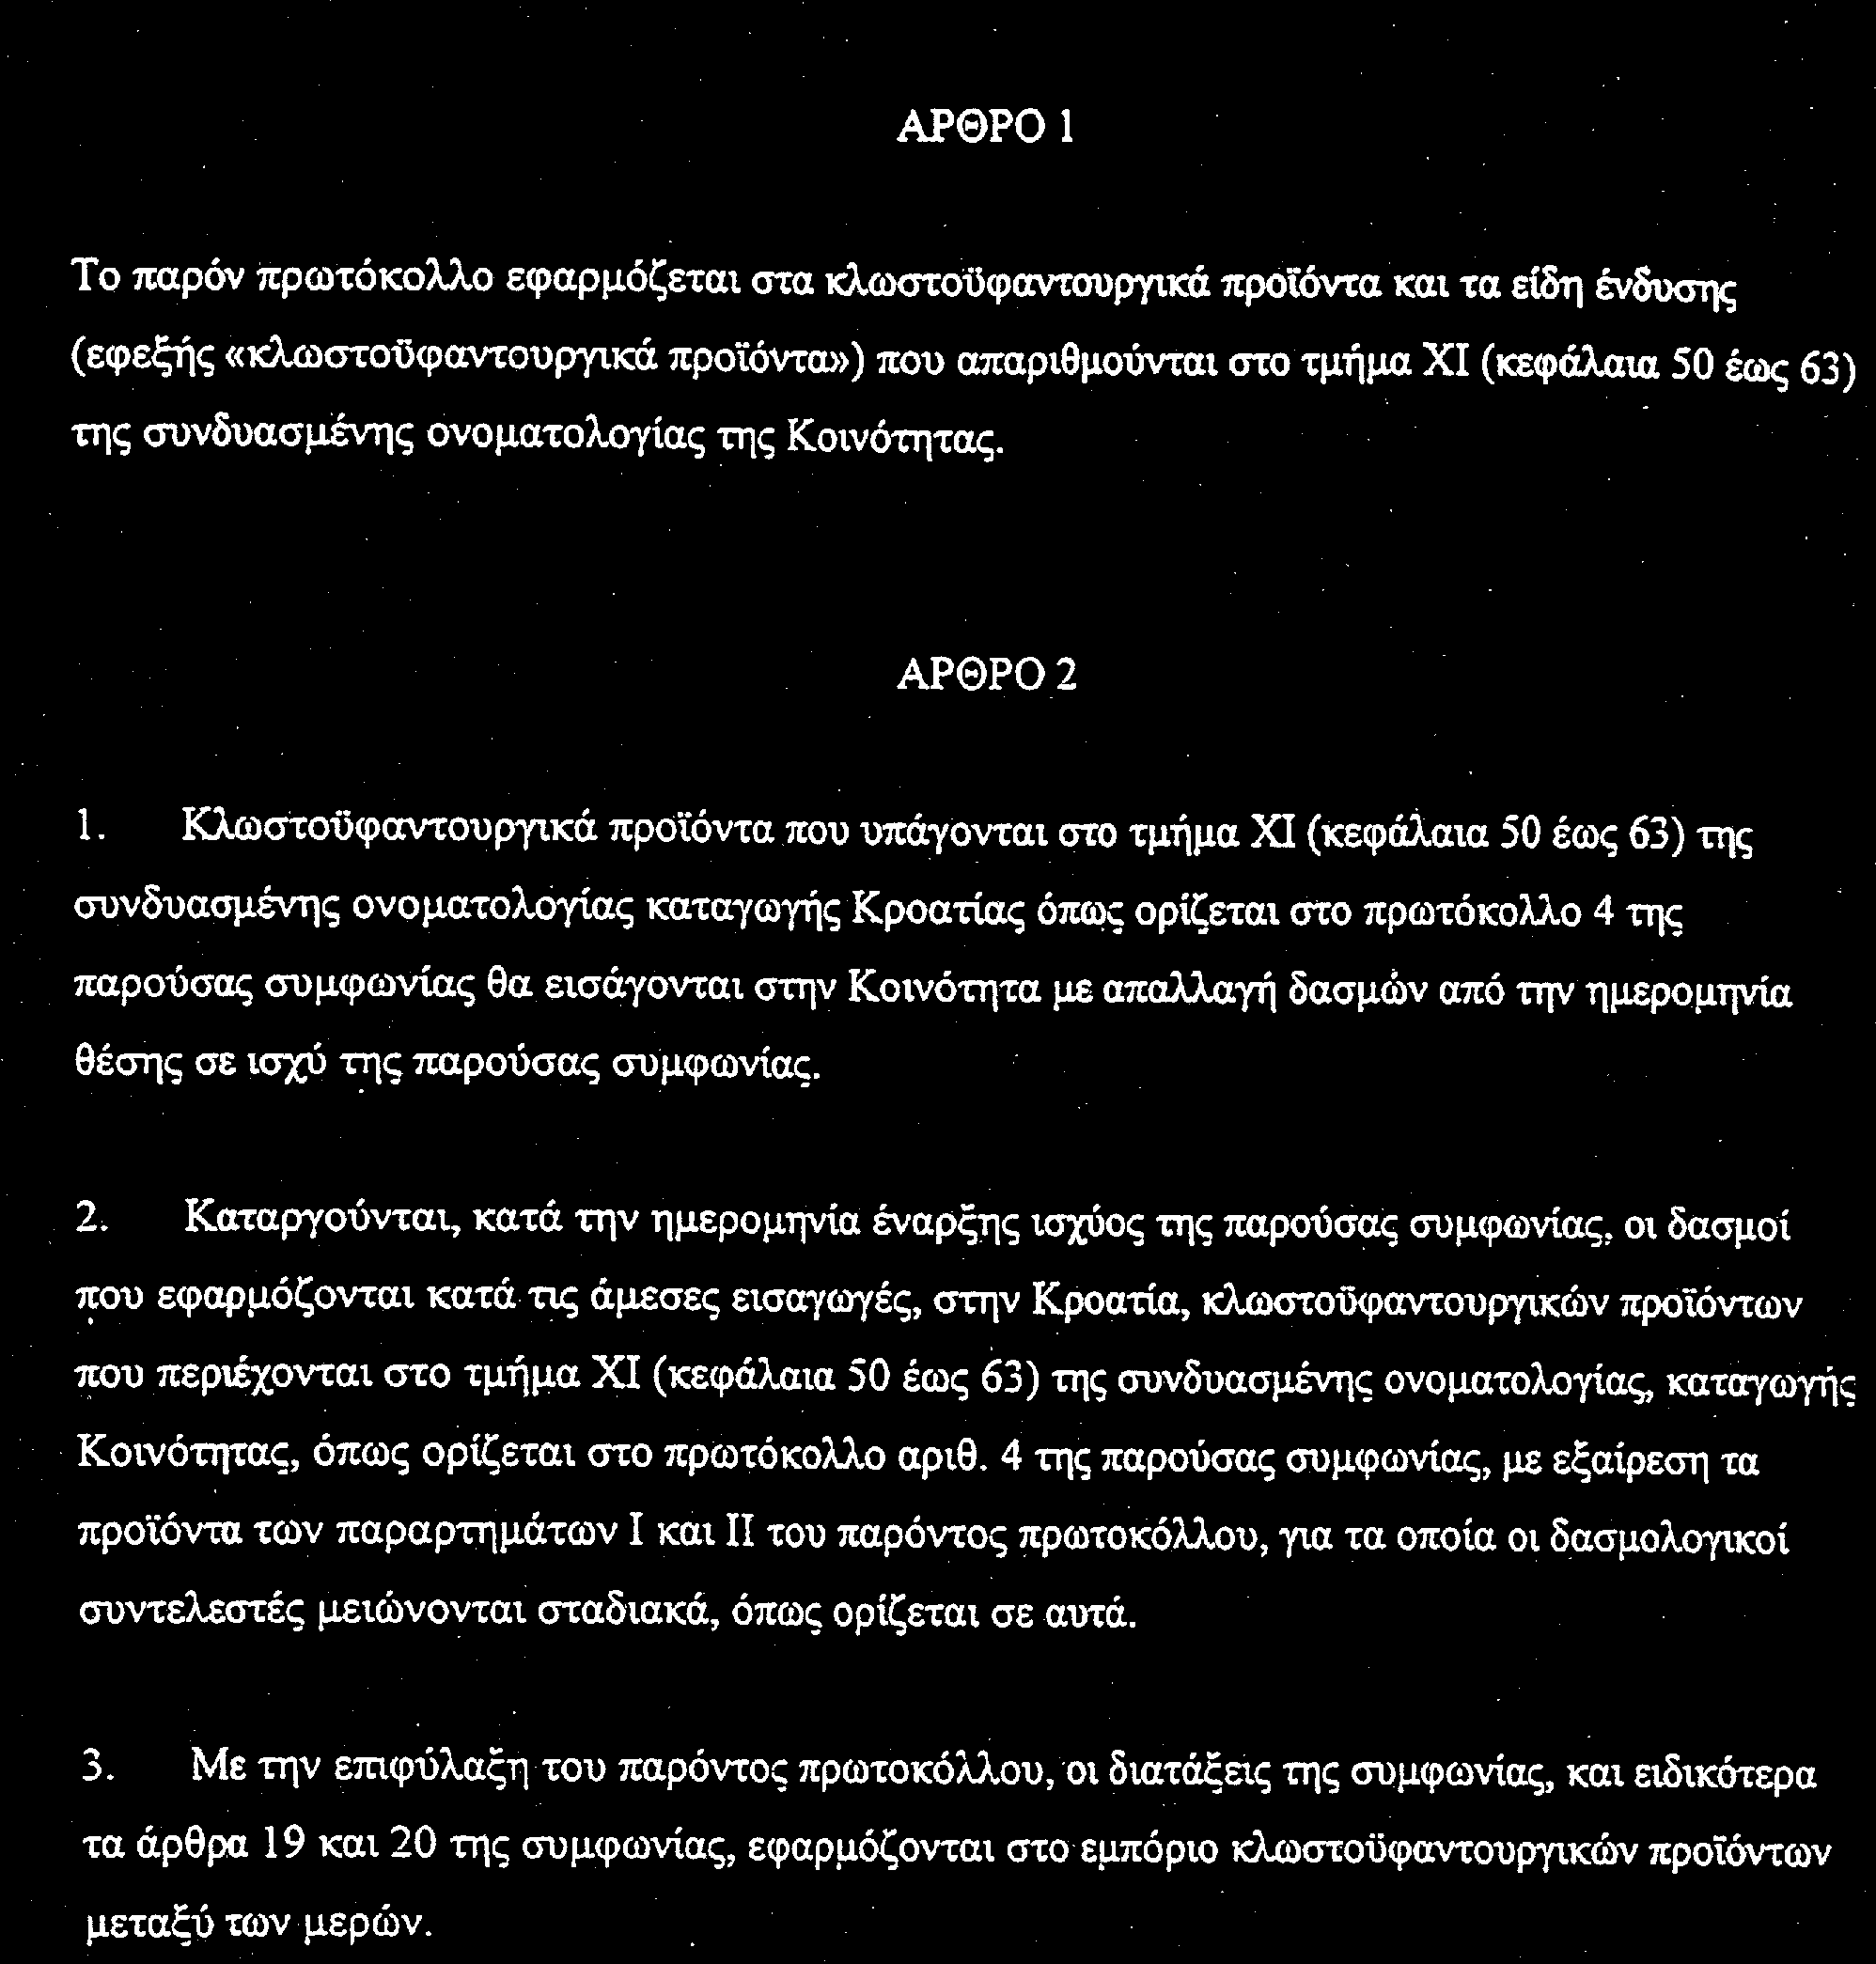 ΑΡΘΡΟ 1
Το παρόν πρωτόκολλο εφαρμόζεται στα κλωστοϋφαντουργικά προϊόντα και τα είδη ένδυσης
(εφεξής «κλωστοϋφαντουργικά προϊόντα») που απαριθμούνται στο τμήμα XI (κεφάλαια 50 έως 63)
της συνδυασμένης ονοματολογίας της Κοινότητας.
ΑΡΘΡΟ 2
1. Κλωστοϋφαντουργικά προϊόντα που υπάγονται στο τμήμα XI (κεφάλαια 50 έως 63) της
συνδυασμένης ονοματολογίας καταγωγής Κροατίας όπως ορίζεται στο πρωτόκολλο 4 της
παρούσας συμφωνίας θα εισάγονται στην Κοινότητα με απαλλαγή δασμών από την ημερομηνία
θέσης σε ισχύ της παρούσας συμφωνίας.
2. Καταργούνται, κατά την ημερομηνία έναρξης ισχύος της παρούσας συμφωνίας, οι δασμοί
που εφαρμόζονται κατά τις άμεσες εισαγωγές, στην Κροατία, κλωστοϋφαντουργικών προϊόντων
που περιέχονται στο τμήμα XI (κεφάλαια 50 έως 63) της συνδυασμένης ονοματολογίας, καταγωγής
Κοινότητας, όπως ορίζεται στο πρωτόκολλο αριθ. 4 της παρούσας συμφωνίας, με εξαίρεση τα
προϊόντα των παραρτημάτων I και II του παρόντος πρωτοκόλλου, για τα οποία οι δασμολογικοί
συντελεστές μειώνονται σταδιακά, όπως ορίζεται σε αυτά.
3. Με την επιφύλαξη του παρόντος πρωτοκόλλου, οι διατάξεις της συμφωνίας, και ειδικότερα
τα άρθρα 19 και 20 της συμφωνίας, εφαρμόζονται στο εμπόριο κλωστοϋφαντουργικών προϊόντων
μεταξύ των μερών.